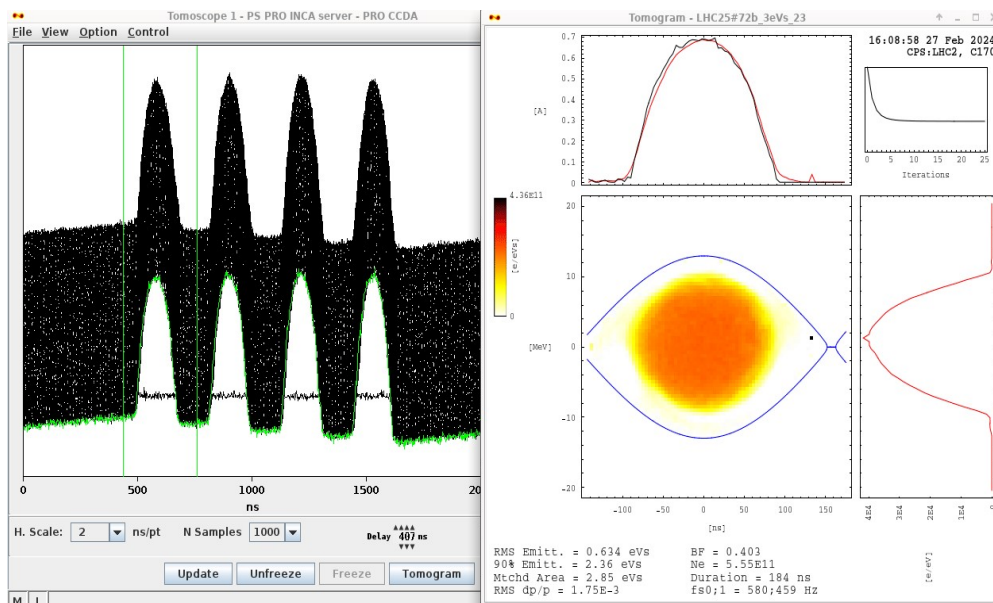 Tomoscope 1 - PS PRO INCA server - PRO CCDA
File View Option Control
0 500 1000 1500 20
ns
H. Scale: 2 ns/pt N Samples 1000 Delay 407 ns
Update Unfreeze Freeze Tomogram
M L
Tomogram - LHC25#72b_3eVs_23
16:08:58 27 Feb 2024
CPS:LHC2, C170
0.7
0.6
0.5
0.4
0.3
0.2
0.1
0
[A]
0 5 10 15 20 25
Iterations
4.36E11
[e/eVs]
0
20
10
0
-10
-20
[MeV]
-100 -50 0 50 100 150
[ns]
4E4 3E4 2E4 1E4
[e/eV]
RMS Emitt. = 0.634 eVs BF = 0.403
90% Emitt. = 2.36 eVs Ne = 5.55E11
Mtchd Area = 2.85 eVs Duration = 184 ns
RMS dp/p = 1.75E-3 fs0;1 = 580;459 Hz